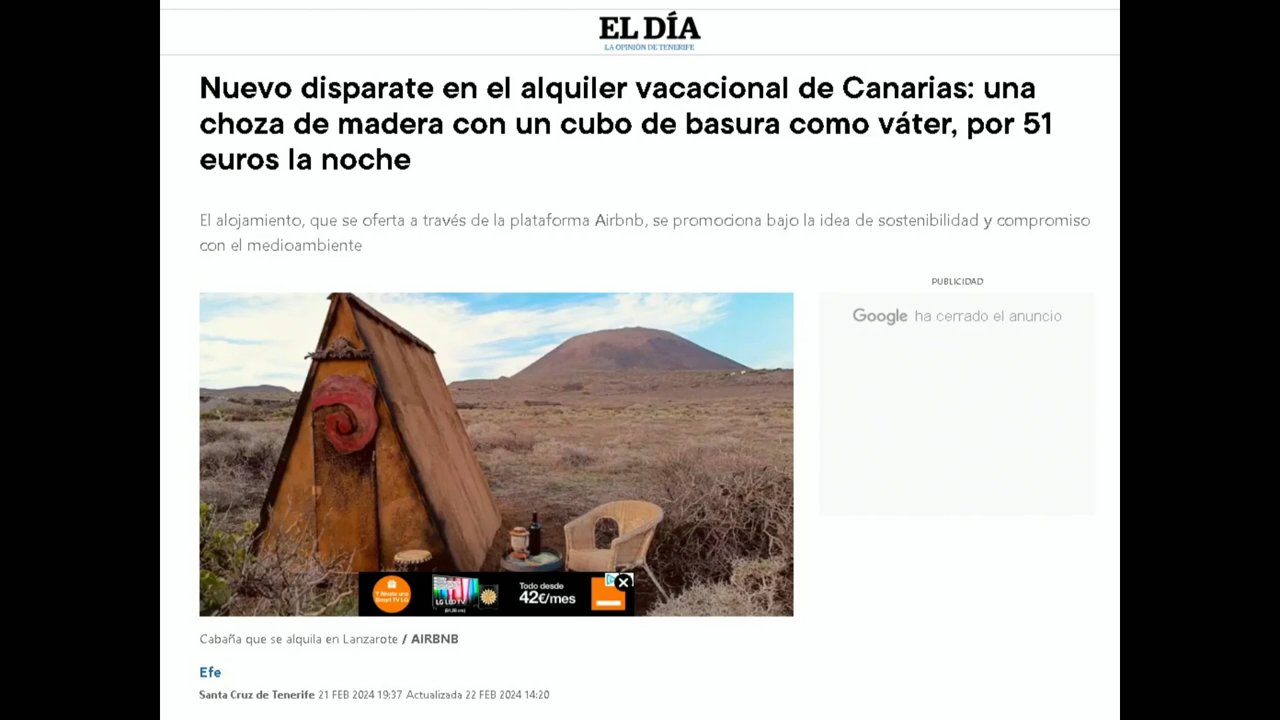 EL DÍA
LA OPINIÓN DE TENERIFE
Nuevo disparate en el alquiler vacacional de Canarias: una
choza de madera con un cubo de basura como váter, por 51
euros la noche
El alojamiento, que se oferta a través de la plataforma Airbnb, se promociona bajo la idea de sostenibilidad y compromiso
con el medioambiente
PUBLICIDAD
Google ha cerrado el anuncio
Smart TV LG
LG LED TV
Todo desde
42€/mes
Cabaña que se alquila en Lanzarote / AIRBNB
Efe
Santa Cruz de Tenerife 21 FEB 2024 19:37 Actualizada 22 FEB 2024 14:20